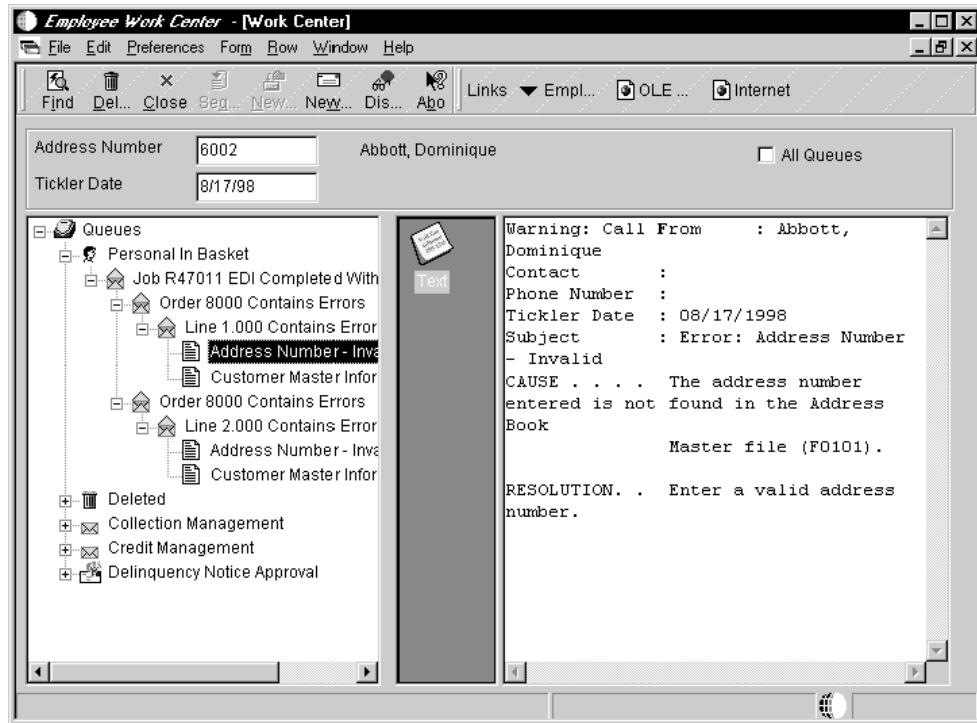 Employee Work Center - [Work Center]
File Edit Preferences Form Row Window Help
Find Del... Close Seq... New... New... Dis... Abo Links Empl... OLE ... Internet
Address Number 6002 Abbott, Dominique All Queues
Tickler Date 8/17/98
Queues
Personal In Basket
Job R47011 EDI Completed With
Order 8000 Contains Errors
Line 1.000 Contains Error
Address Number - Inva
Customer Master Infor
Order 8000 Contains Errors
Line 2.000 Contains Error
Address Number - Inva
Customer Master Infor
Deleted
Collection Management
Credit Management
Delinquency Notice Approval
Text
Warning: Call From : Abbott,
Dominique
Contact :
Phone Number :
Tickler Date : 08/17/1998
Subject : Error: Address Number
- Invalid
CAUSE . . . . The address number
entered is not found in the Address
Book
Master file (F0101).
RESOLUTION. . Enter a valid address
number.